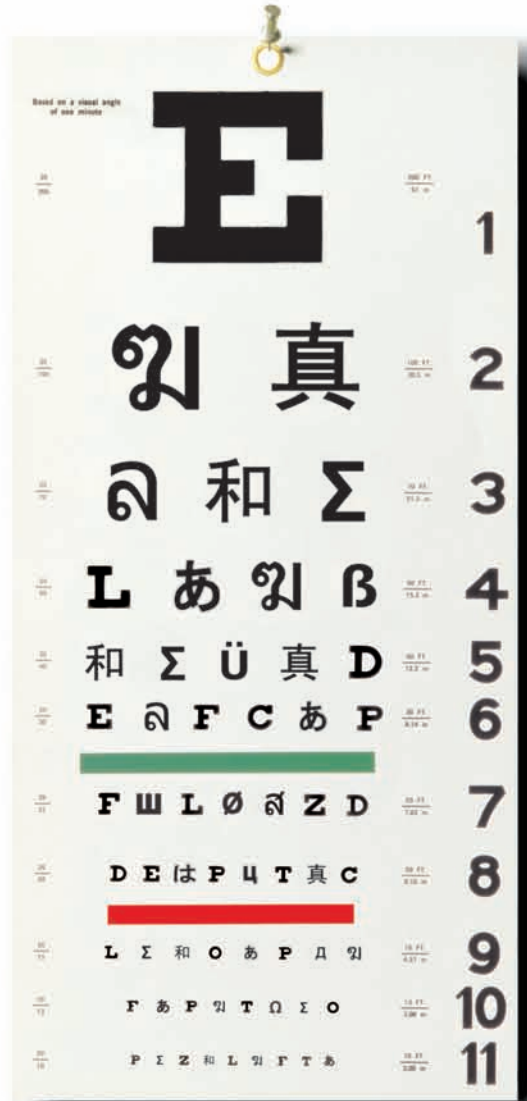 Based on a visual angle
of one minute
E 1
ฆ 真 2
ล 和 Σ 3
L あ ฆ ß 4
和 Σ Ü 真 D 5
E ล F C あ P 6
F Ш L Ø ส Z D 7
D E は P Ц T 真 C 8
L Σ 和 O あ P Д ฆ 9
F あ P ฆ T Ω Σ O 10
P Σ Z 和 L ฆ F T あ 11